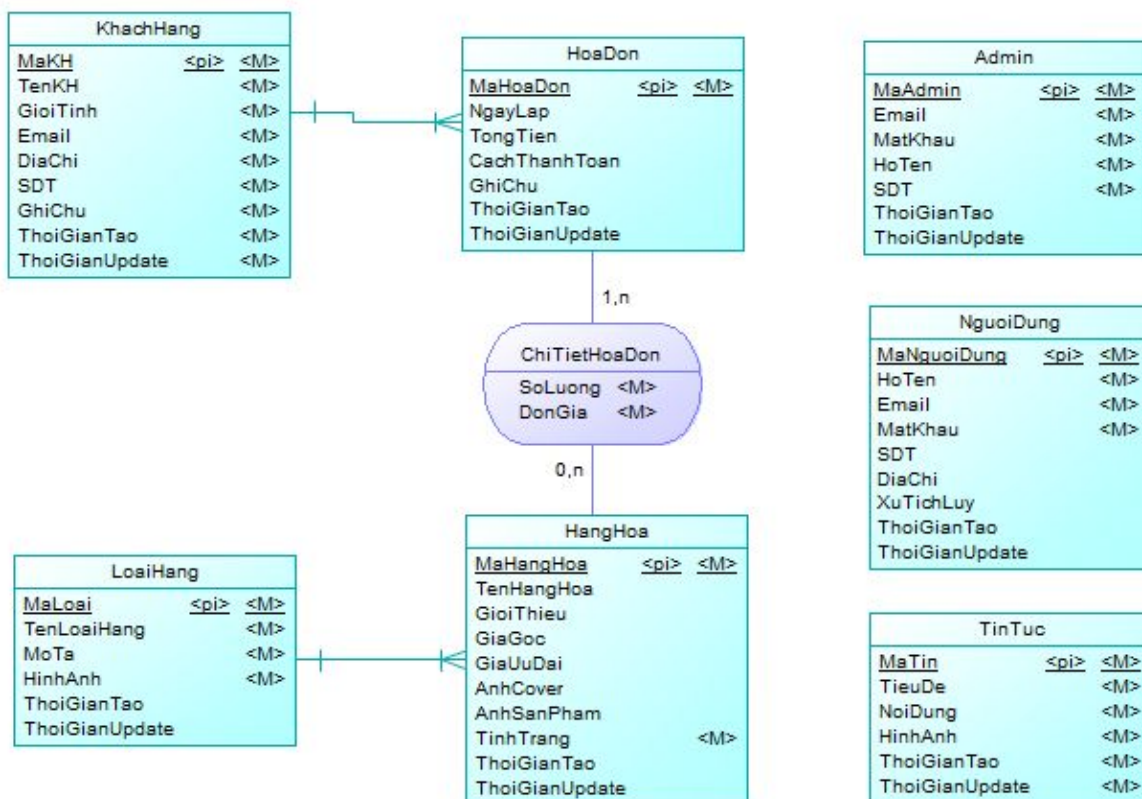 KhachHang
MaKH <pi> <M>
TenKH <M>
GioiTinh <M>
Email <M>
DiaChi <M>
SDT <M>
GhiChu <M>
ThoiGianTao <M>
ThoiGianUpdate <M>
HoaDon
MaHoaDon <pi> <M>
NgayLap
TongTien
CachThanhToan
GhiChu
ThoiGianTao
ThoiGianUpdate
Admin
MaAdmin <pi> <M>
Email <M>
MatKhau <M>
HoTen <M>
SDT <M>
ThoiGianTao
ThoiGianUpdate
1,n
ChiTietHoaDon
SoLuong <M>
DonGia <M>
0,n
NguoiDung
MaNguoiDung <pi> <M>
HoTen <M>
Email <M>
MatKhau <M>
SDT
DiaChi
XuTichLuy
ThoiGianTao
ThoiGianUpdate
LoaiHang
MaLoai <pi> <M>
TenLoaiHang <M>
MoTa <M>
HinhAnh <M>
ThoiGianTao
ThoiGianUpdate
HangHoa
MaHangHoa <pi> <M>
TenHangHoa
GioiThieu
GiaGoc
GiaUuDai
AnhCover
AnhSanPham
TinhTrang <M>
ThoiGianTao
ThoiGianUpdate
TinTuc
MaTin <pi> <M>
TieuDe <M>
NoiDung <M>
HinhAnh <M>
ThoiGianTao <M>
ThoiGianUpdate <M>